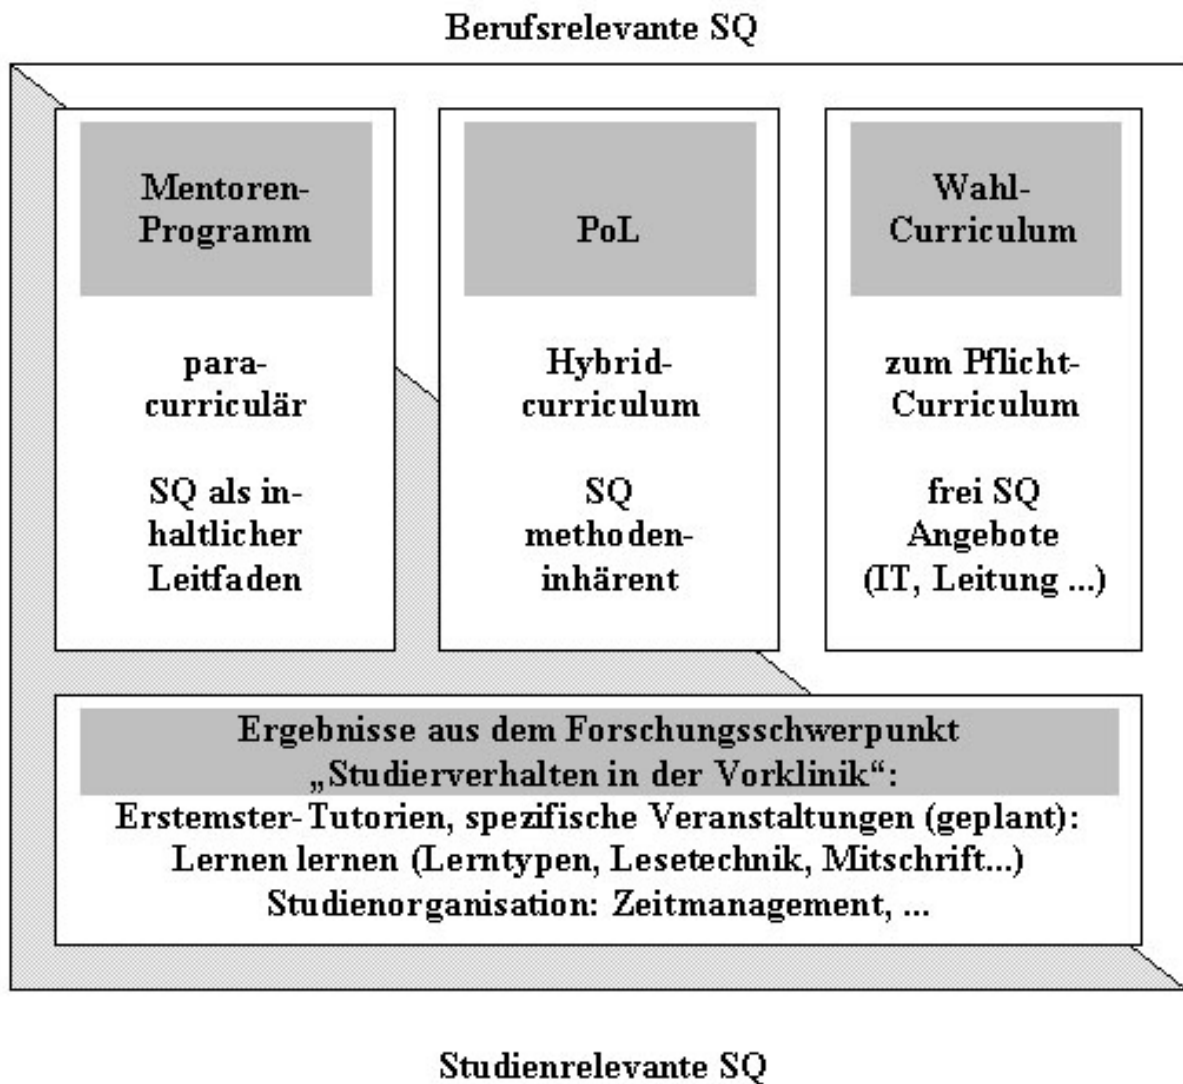 Berufsrelevante SQ
Mentoren-
Programm
para-
curriculär
SQ als in-
haltlicher
Leitfaden
PoL
Hybrid-
curriculum
SQ
methoden-
inhärent
Wahl-
Curriculum
zum Pflicht-
Curriculum
frei SQ
Angebote
(IT, Leitung ...)
Ergebnisse aus dem Forschungsschwerpunkt
„Studierverhalten in der Vorklinik“:
Erstemster-Tutorien, spezifische Veranstaltungen (geplant):
Lernen lernen (Lerntypen, Lesetechnik, Mitschrift...)
Studienorganisation: Zeitmanagement, ...
Studienrelevante SQ